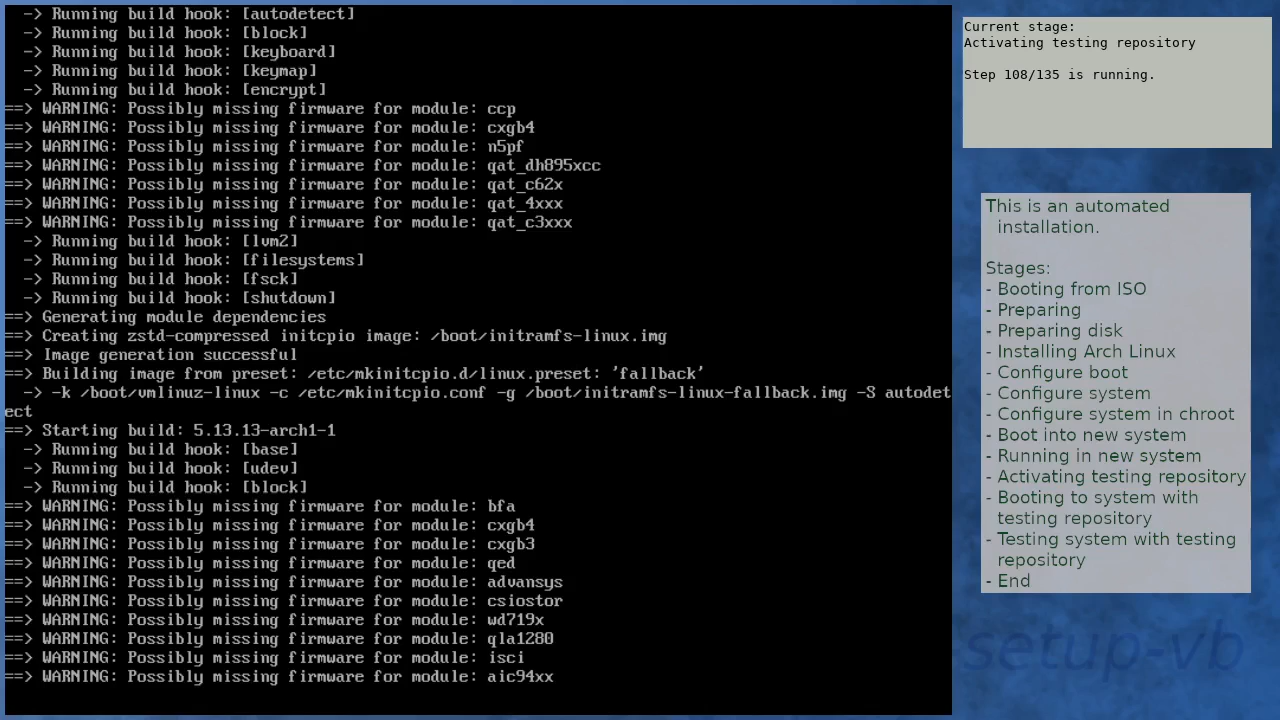 -> Running build hook: [autodetect]
-> Running build hook: [block]
-> Running build hook: [keyboard]
-> Running build hook: [keymap]
-> Running build hook: [encrypt]
==> WARNING: Possibly missing firmware for module: ccp
==> WARNING: Possibly missing firmware for module: cxgb4
==> WARNING: Possibly missing firmware for module: n5pf
==> WARNING: Possibly missing firmware for module: qat_dh895xcc
==> WARNING: Possibly missing firmware for module: qat_c62x
==> WARNING: Possibly missing firmware for module: qat_4xxx
==> WARNING: Possibly missing firmware for module: qat_c3xxx
-> Running build hook: [lvm2]
-> Running build hook: [filesystems]
-> Running build hook: [fsck]
-> Running build hook: [shutdown]
==> Generating module dependencies
==> Creating zstd-compressed initcpio image: /boot/initramfs-linux.img
==> Image generation successful
==> Building image from preset: /etc/mkinitcpio.d/linux.preset: 'fallback'
-> -k /boot/vmlinuz-linux -c /etc/mkinitcpio.conf -g /boot/initramfs-linux-fallback.img -S autodet
ect
==> Starting build: 5.13.13-arch1-1
-> Running build hook: [base]
-> Running build hook: [udev]
-> Running build hook: [block]
==> WARNING: Possibly missing firmware for module: bfa
==> WARNING: Possibly missing firmware for module: cxgb4
==> WARNING: Possibly missing firmware for module: cxgb3
==> WARNING: Possibly missing firmware for module: qed
==> WARNING: Possibly missing firmware for module: advansys
==> WARNING: Possibly missing firmware for module: csiostor
==> WARNING: Possibly missing firmware for module: wd719x
==> WARNING: Possibly missing firmware for module: qla1280
==> WARNING: Possibly missing firmware for module: isci
==> WARNING: Possibly missing firmware for module: aic94xx
Current stage:
Activating testing repository
Step 108/135 is running.
This is an automated
installation.
Stages:
- Booting from ISO
- Preparing
- Preparing disk
- Installing Arch Linux
- Configure boot
- Configure system
- Configure system in chroot
- Boot into new system
- Running in new system
- Activating testing repository
- Booting to system with
testing repository
- Testing system with testing
repository
- End
setup-vb